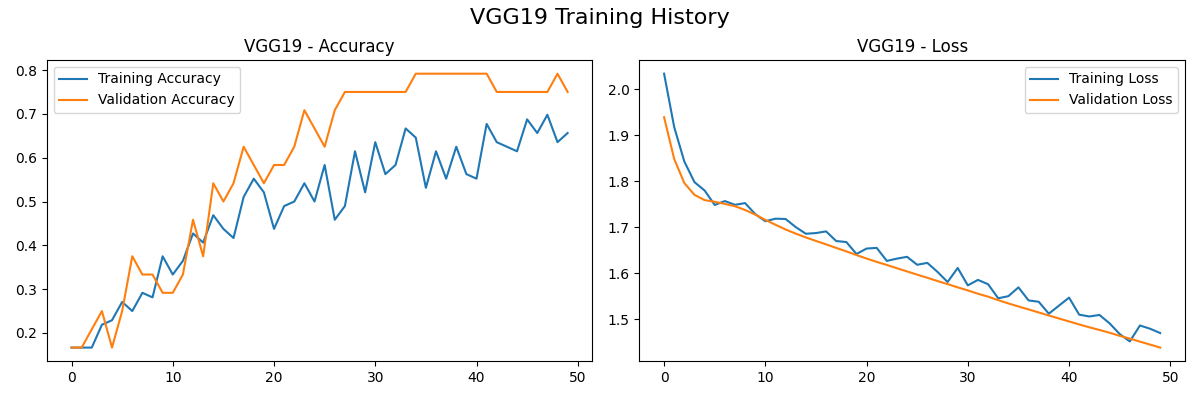 VGG19 Training History
VGG19 - Accuracy
Training Accuracy
Validation Accuracy
0.8
0.7
0.6
0.5
0.4
0.3
0.2
0 10 20 30 40 50
VGG19 - Loss
Training Loss
Validation Loss
2.0
1.9
1.8
1.7
1.6
1.5
0 10 20 30 40 50